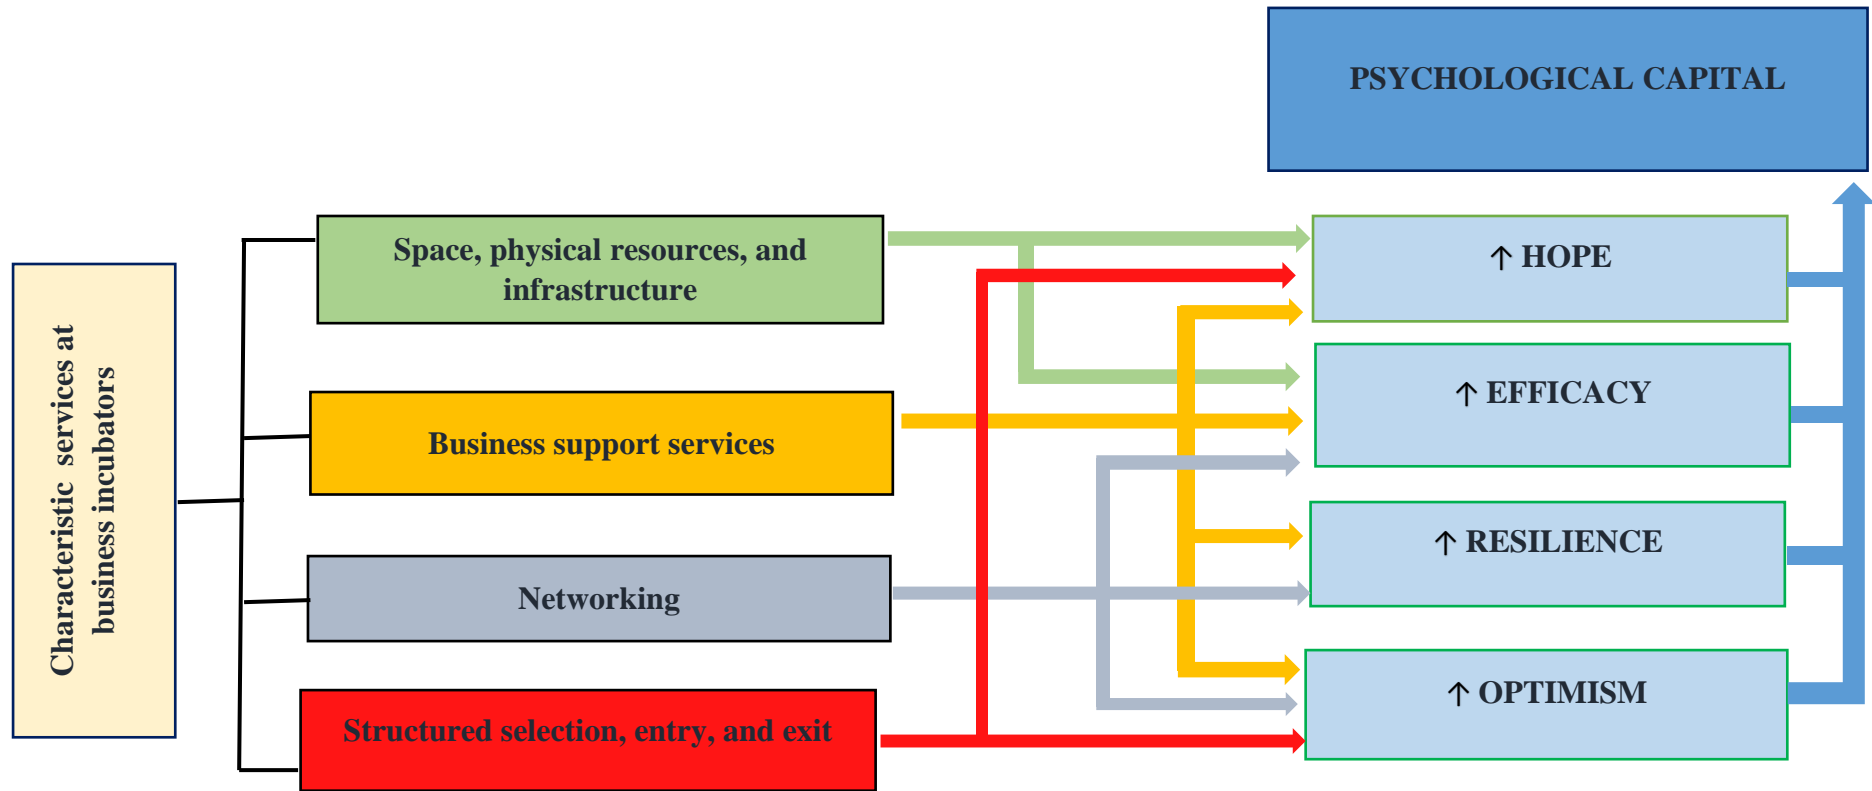 PSYCHOLOGICAL CAPITAL
Characteristic services at
business incubators
Space, physical resources, and
infrastructure
Business support services
Networking
Structured selection, entry, and exit
↑ HOPE
↑ EFFICACY
↑ RESILIENCE
↑ OPTIMISM